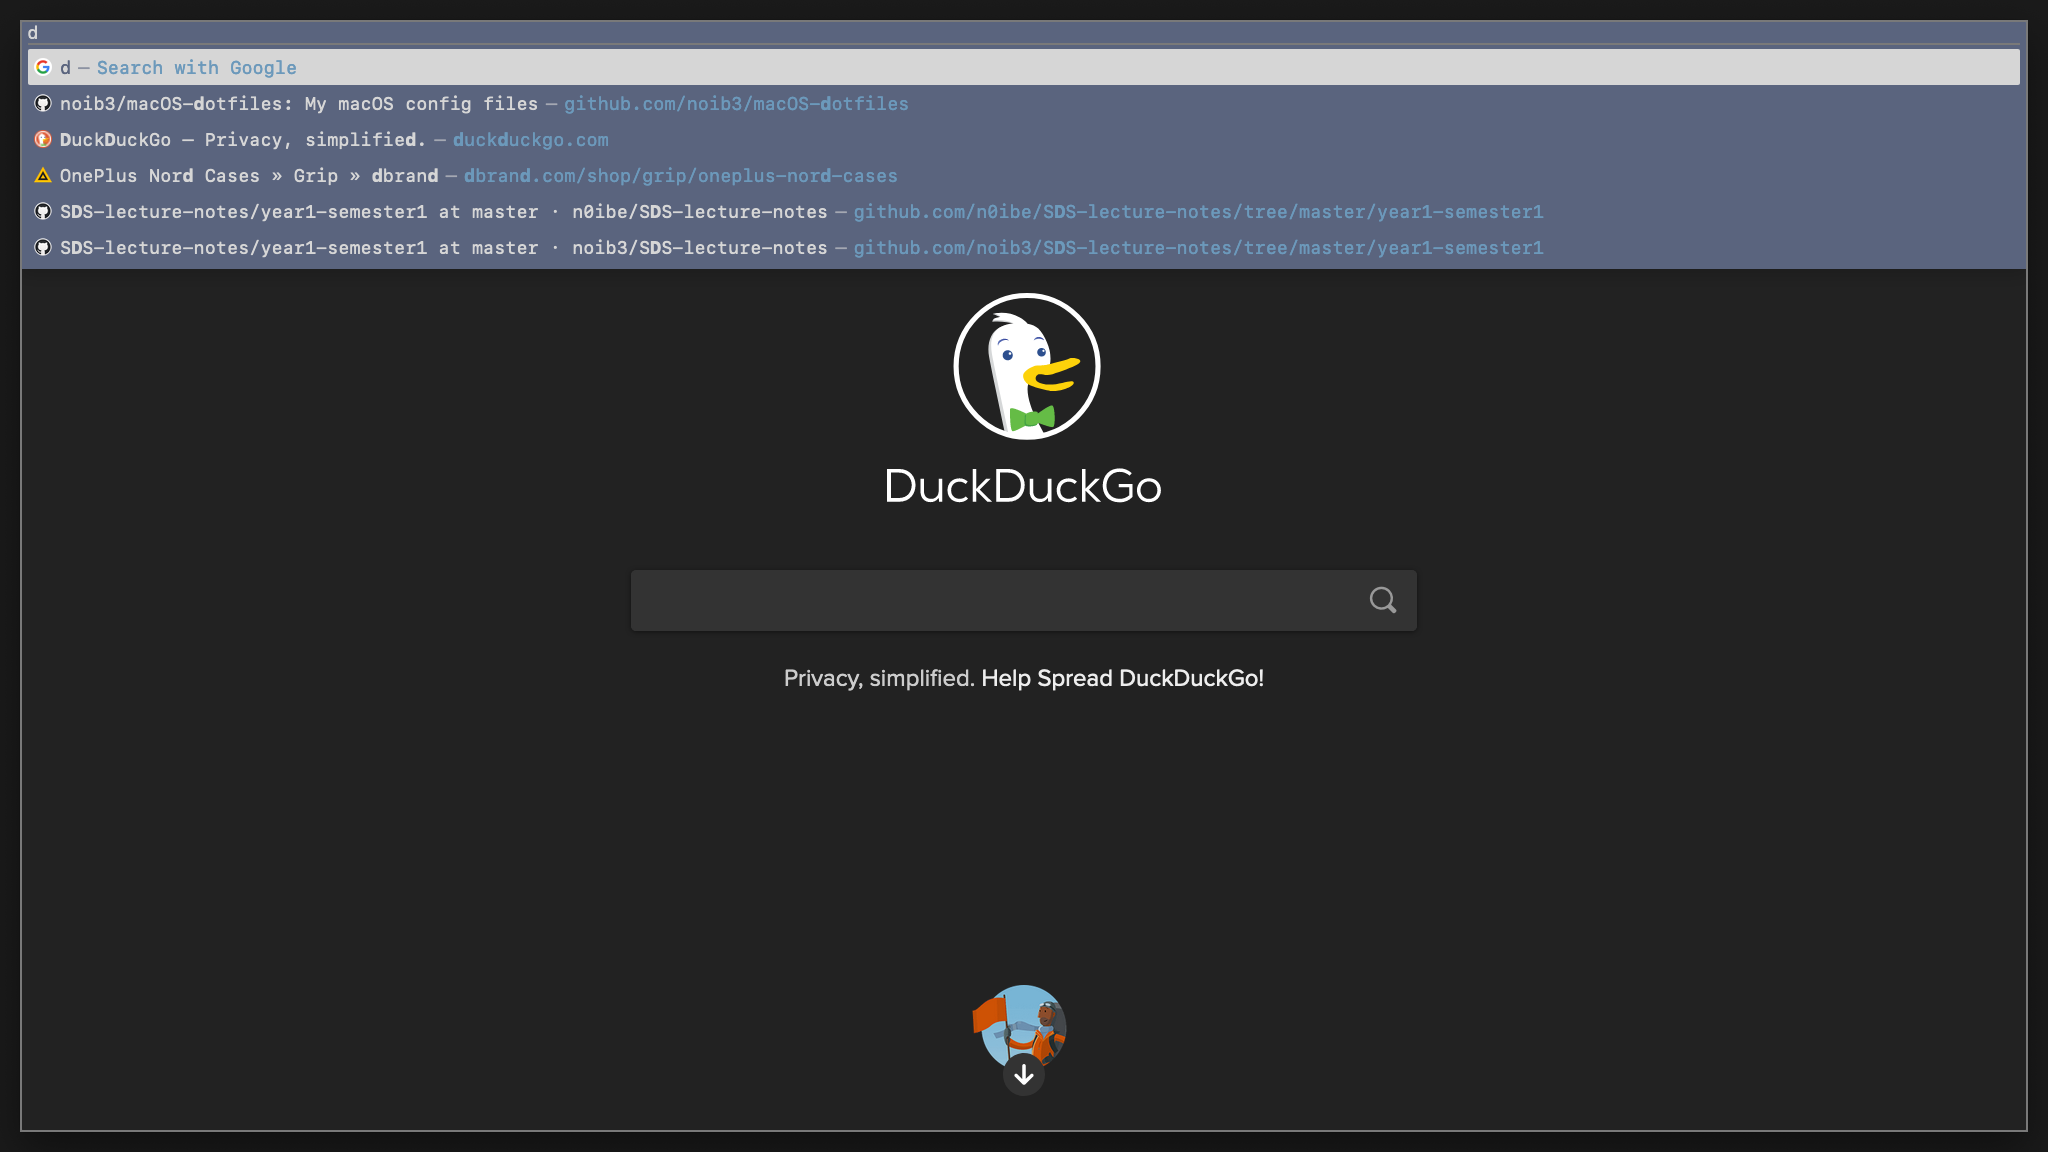 d
d — Search with Google
noib3/macOS-dotfiles: My macOS config files — github.com/noib3/macOS-dotfiles
DuckDuckGo — Privacy, simplified. — duckduckgo.com
OnePlus Nord Cases » Grip » dbrand — dbrand.com/shop/grip/oneplus-nord-cases
SDS-lecture-notes/year1-semester1 at master · n0ibe/SDS-lecture-notes — github.com/n0ibe/SDS-lecture-notes/tree/master/year1-semester1
SDS-lecture-notes/year1-semester1 at master · noib3/SDS-lecture-notes — github.com/noib3/SDS-lecture-notes/tree/master/year1-semester1
DuckDuckGo
Privacy, simplified. Help Spread DuckDuckGo!